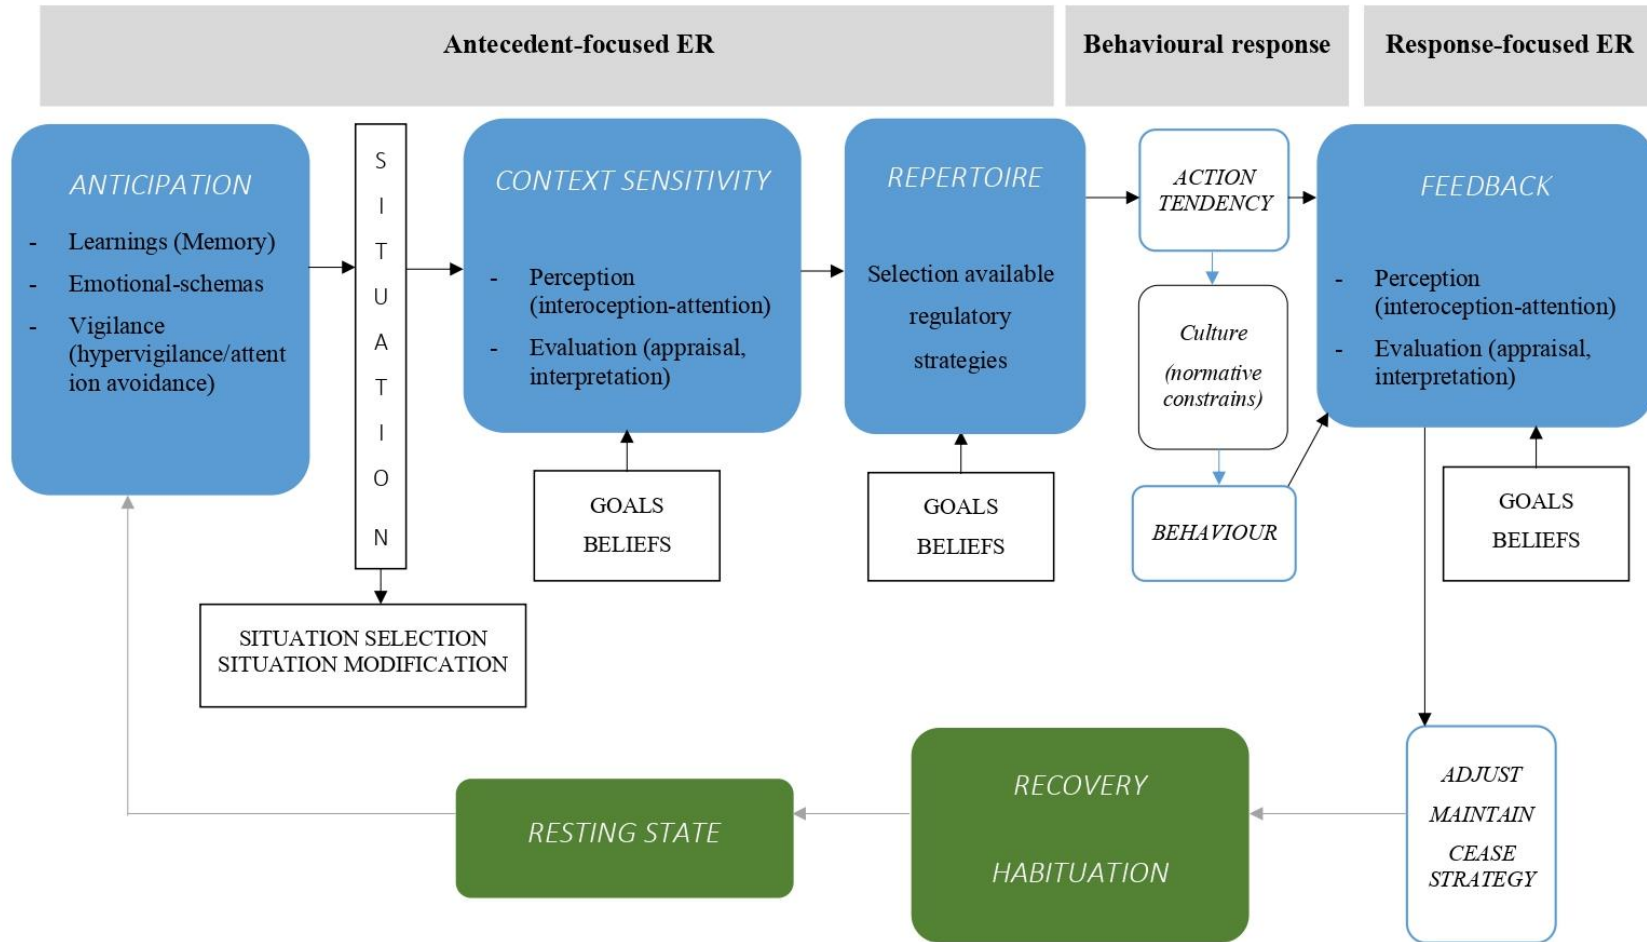 Antecedent-focused ER
Behavioural response
Response-focused ER
ANTICIPATION
- Learnings (Memory)
- Emotional-schemas
- Vigilance
(hypervigilance/attent
ion avoidance)
S
I
T
U
A
T
I
O
N
SITUATION SELECTION
SITUATION MODIFICATION
CONTEXT SENSITIVITY
- Perception
(interoception-attention)
- Evaluation (appraisal,
interpretation)
GOALS
BELIEFS
REPERTOIRE
Selection available
regulatory
strategies
GOALS
BELIEFS
ACTION
TENDENCY
Culture
(normative
constrains)
BEHAVIOUR
FEEDBACK
- Perception
(interoception-attention)
- Evaluation (appraisal,
interpretation)
GOALS
BELIEFS
ADJUST
MAINTAIN
CEASE
STRATEGY
RECOVERY
HABITUATION
RESTING STATE